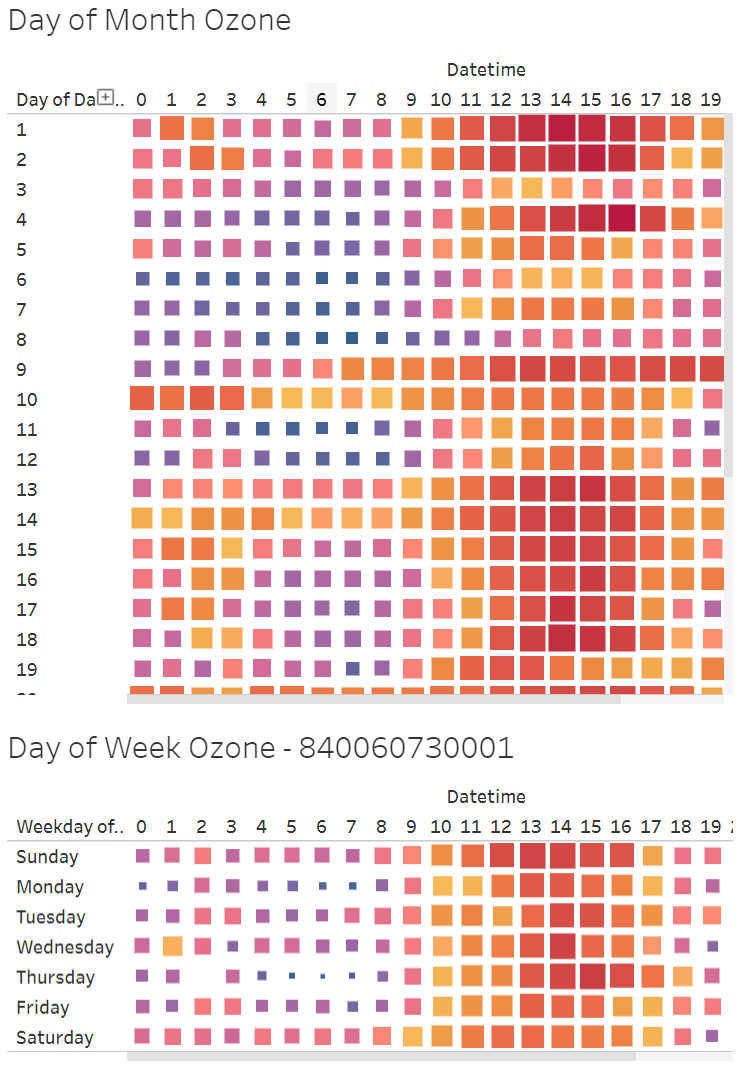 Day of Month Ozone
Datetime
Day of Da.. 0 1 2 3 4 5 6 7 8 9 10 11 12 13 14 15 16 17 18 19
1
2
3
4
5
6
7
8
9
10
11
12
13
14
15
16
17
18
19
Day of Week Ozone - 840060730001
Datetime
Weekday of.. 0 1 2 3 4 5 6 7 8 9 10 11 12 13 14 15 16 17 18 19
Sunday
Monday
Tuesday
Wednesday
Thursday
Friday
Saturday